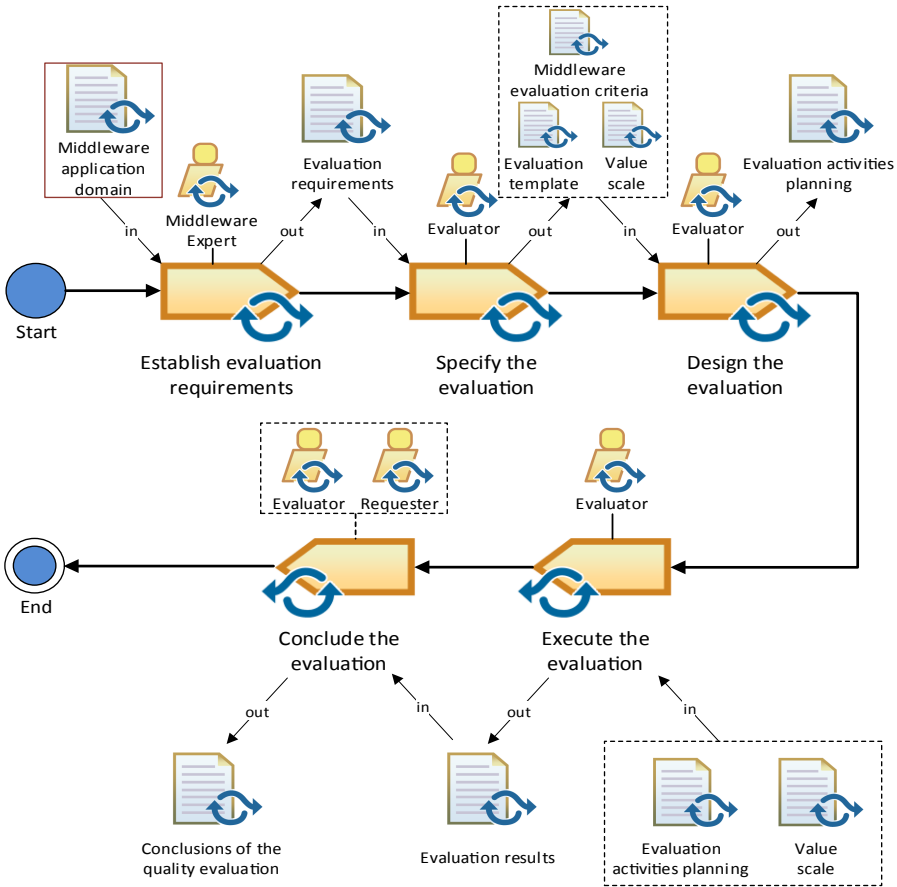 Middleware
application
domain
in
Middleware
Expert
out
Evaluation
requirements
in
Evaluator
out
Middleware
evaluation criteria
Evaluation
template
Value
scale
in
Evaluator
out
Evaluation activities
planning
Start
Establish evaluation
requirements
Specify the
evaluation
Design the
evaluation
Evaluator
Requester
Evaluator
End
Conclude the
evaluation
Execute the
evaluation
out
in
out
in
Conclusions of the
quality evaluation
Evaluation results
Evaluation
activities planning
Value
scale